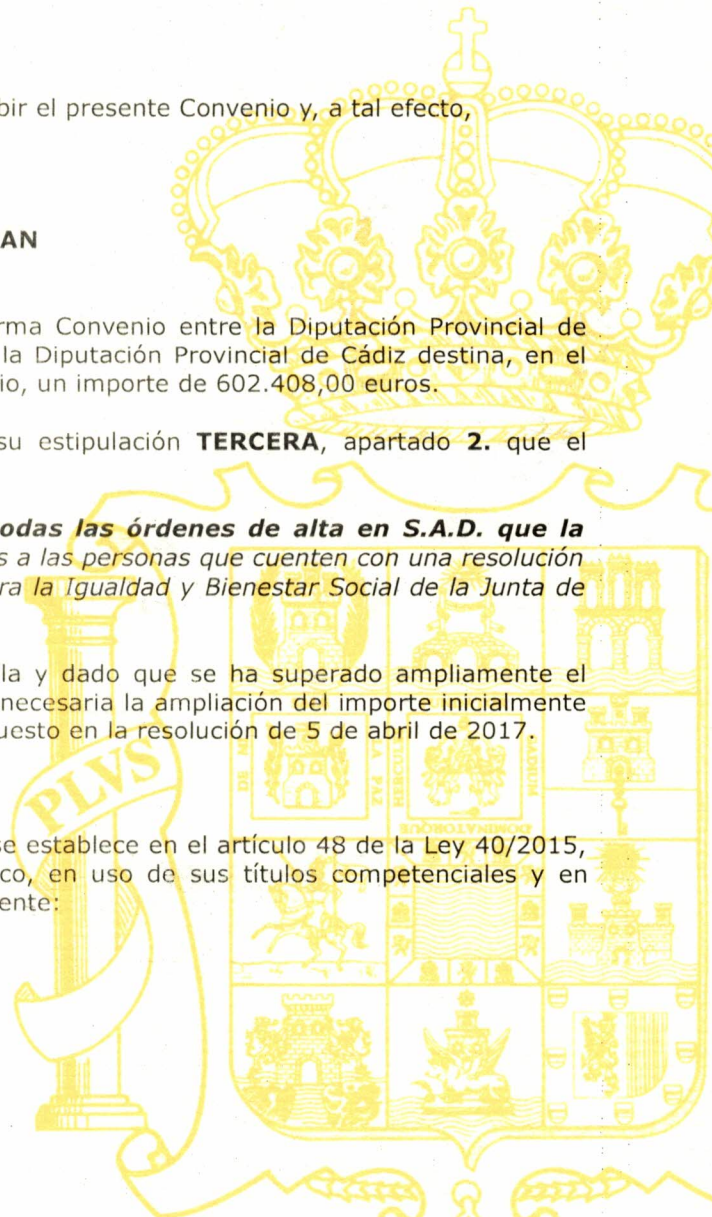 bir el presente Convenio y, a tal efecto,
AN
rma Convenio entre la Diputación Provincial de
la Diputación Provincial de Cádiz destina, en el
io, un importe de 602.408,00 euros.
su estipulación TERCERA, apartado 2. que el
odas las órdenes de alta en S.A.D. que la
s a las personas que cuenten con una resolución
ra la Igualdad y Bienestar Social de la Junta de
la y dado que se ha superado ampliamente el
necesaria la ampliación del importe inicialmente
uesto en la resolución de 5 de abril de 2017.
se establece en el artículo 48 de la Ley 40/2015,
co, en uso de sus títulos competenciales y en
ente:
PLVS
LA PAZ
HERCUL
DOMINATORQUE